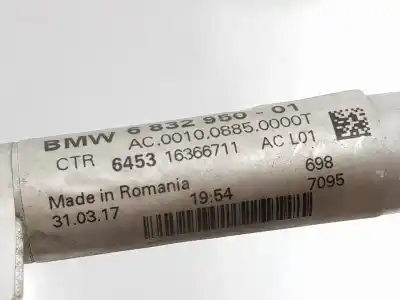 BMW 6 832 950 - 01
AC.0010.0885.0000T
CTR 6453 16366711 AC L01
Made in Romania 19:54 698
31.03.17 7095